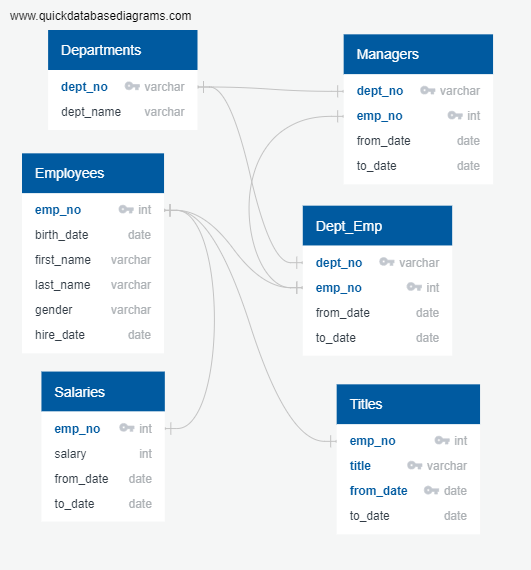 www.quickdatabasediagrams.com
Departments
dept_no varchar
dept_name varchar
Managers
dept_no varchar
emp_no int
from_date date
to_date date
Employees
emp_no int
birth_date date
first_name varchar
last_name varchar
gender varchar
hire_date date
Dept_Emp
dept_no varchar
emp_no int
from_date date
to_date date
Salaries
emp_no int
salary int
from_date date
to_date date
Titles
emp_no int
title varchar
from_date date
to_date date